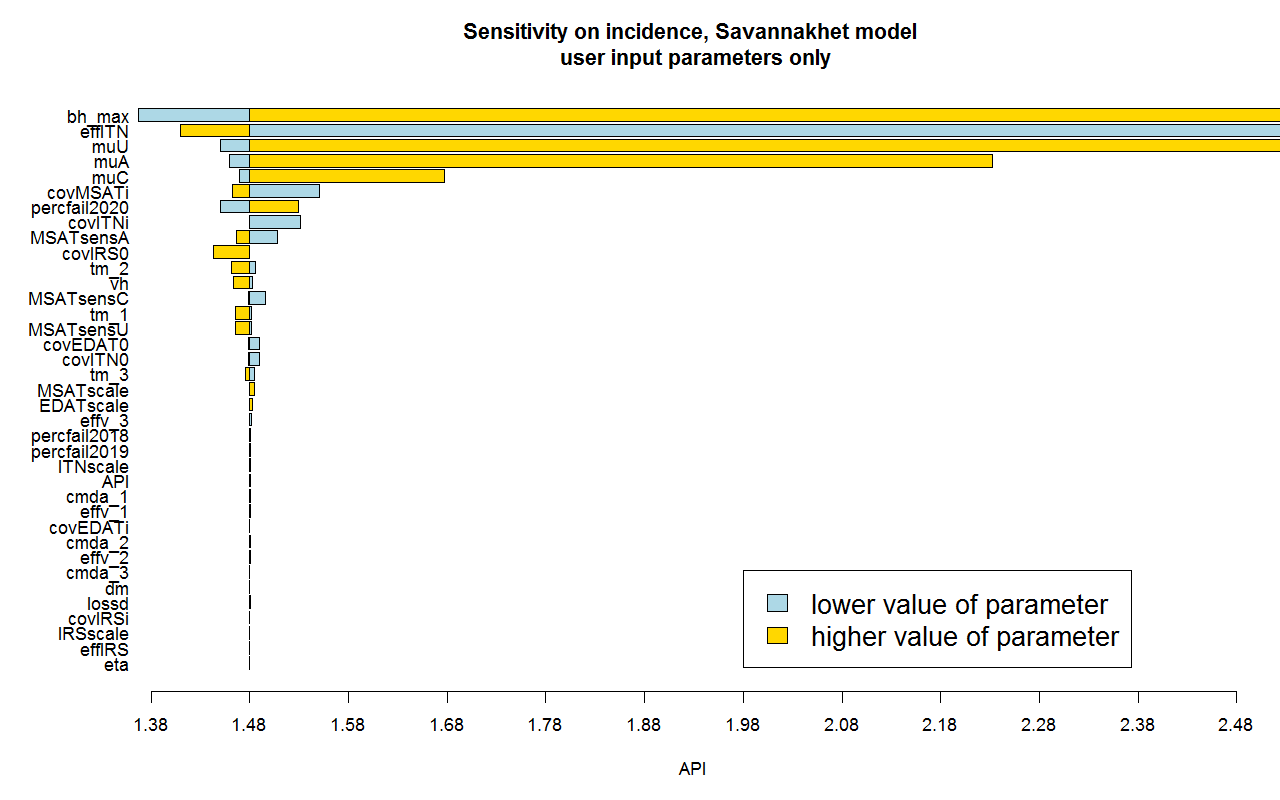 Sensitivity on incidence, Savannakhet model
user input parameters only
bh_max
effITN
muU
muA
muC
covMSATi
percfail2020
covITNi
MSATsensA
covIRS0
tm_2
vh
MSATsensC
tm_1
MSATsensU
covEDAT0
covITN0
tm_3
MSATscale
EDATscale
effv_3
percfail2018
percfail2019
ITNscale
API
cmda_1
effv_1
covEDATi
cmda_2
effv_2
cmda_3
dm
lossd
covIRSi
IRSscale
effIRS
eta
lower value of parameter
higher value of parameter
1.38 1.48 1.58 1.68 1.78 1.88 1.98 2.08 2.18 2.28 2.38 2.48
API